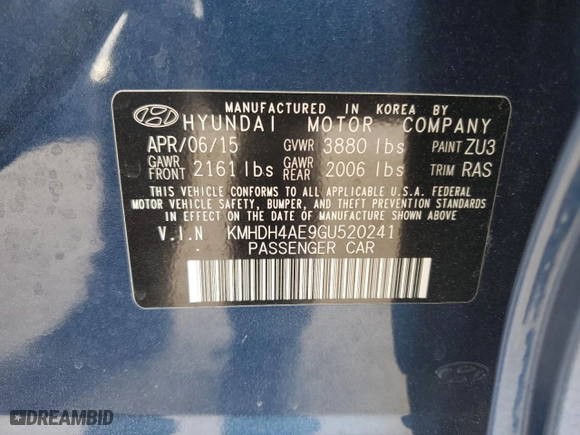 MANUFACTURED IN KOREA BY
HYUNDAI MOTOR COMPANY
APR/06/15 GVWR 3880 lbs PAINT ZU3
GAWR FRONT 2161 lbs GAWR REAR 2006 lbs TRIM RAS
THIS VEHICLE CONFORMS TO ALL APPLICABLE U.S.A. FEDERAL
MOTOR VEHICLE SAFETY, BUMPER, AND THEFT PREVENTION STANDARDS
IN EFFECT ON THE DATE OF MANUFACTURE SHOWN ABOVE
V.I.N KMHDH4AE9GU520241
PASSENGER CAR
DREAMBID